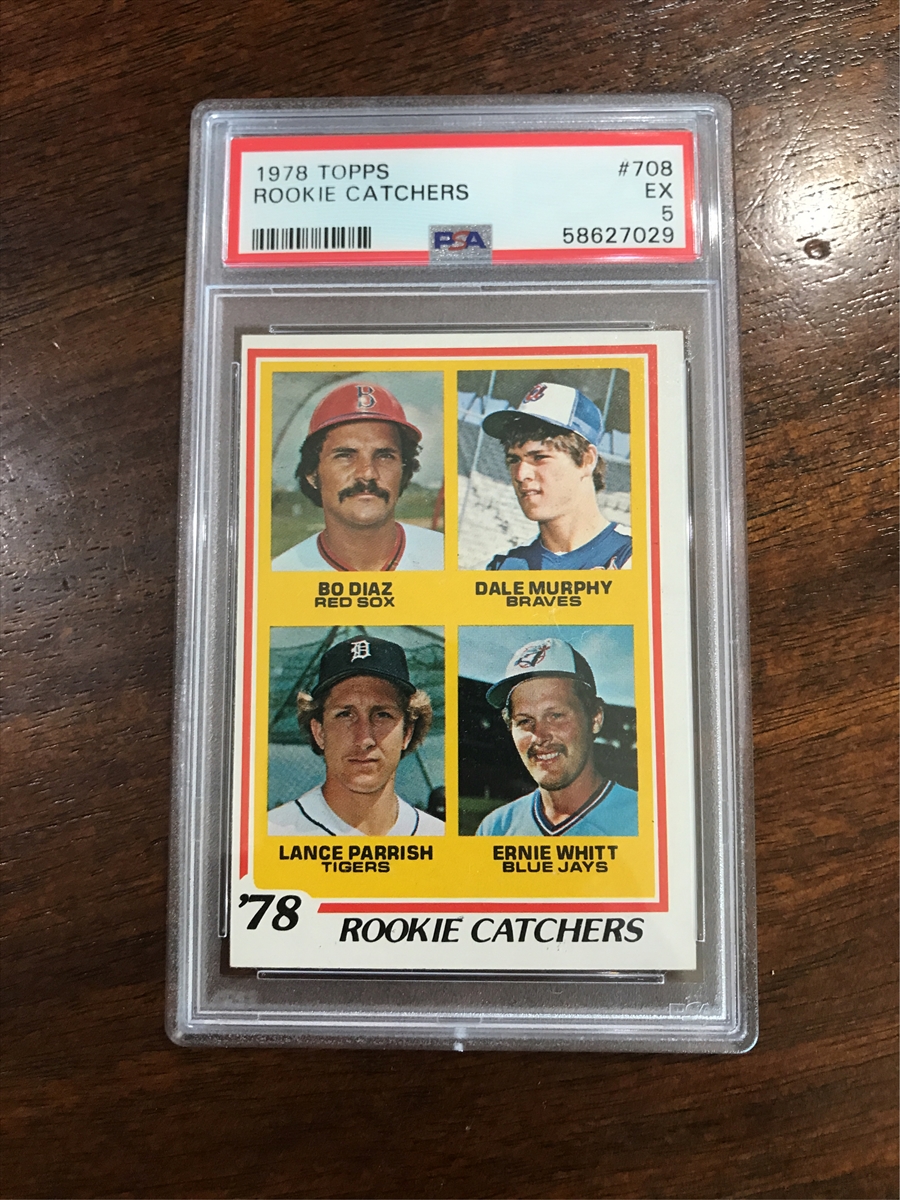 1978 TOPPS #708
ROOKIE CATCHERS EX
5
PSA 58627029
B
D
BO DIAZ
RED SOX
DALE MURPHY
BRAVES
LANCE PARRISH
TIGERS
ERNIE WHITT
BLUE JAYS
'78 ROOKIE CATCHERS